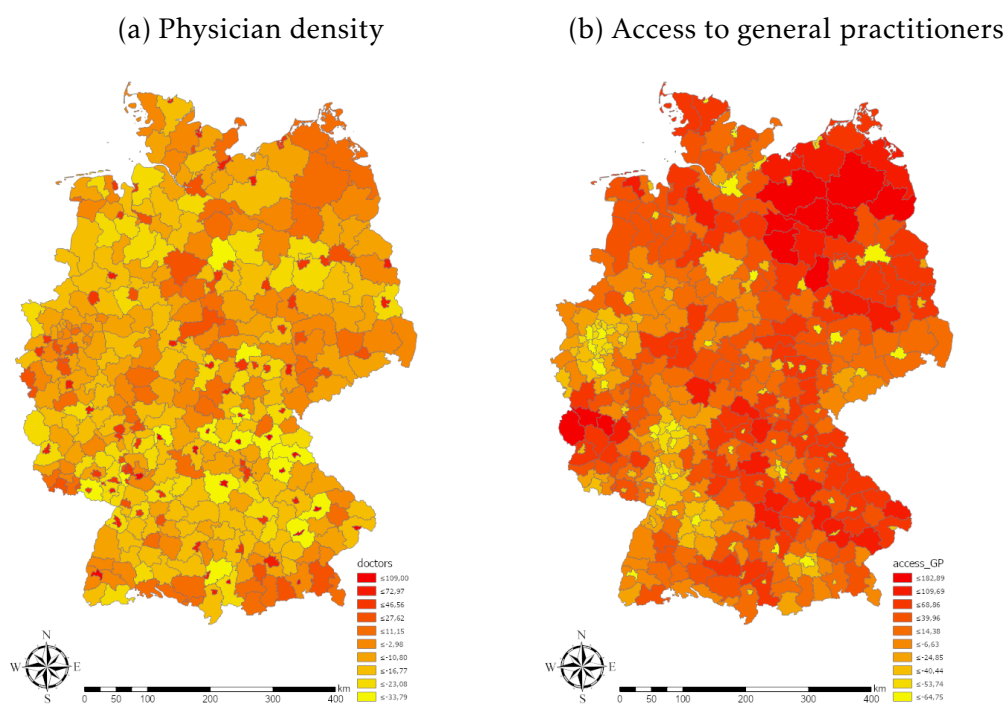 (a) Physician density
(b) Access to general practitioners
doctors
≤109,00
≤72,97
≤46,56
≤27,62
≤11,15
≤-2,98
≤-10,80
≤-16,77
≤-23,08
≤-33,79
N
W E
S
km
0 50 100 200 300 400
access_GP
≤182,89
≤109,69
≤68,86
≤39,96
≤14,38
≤-6,63
≤-24,85
≤-40,44
≤-53,74
≤-64,75
N
W E
S
km
0 50 100 200 300 400